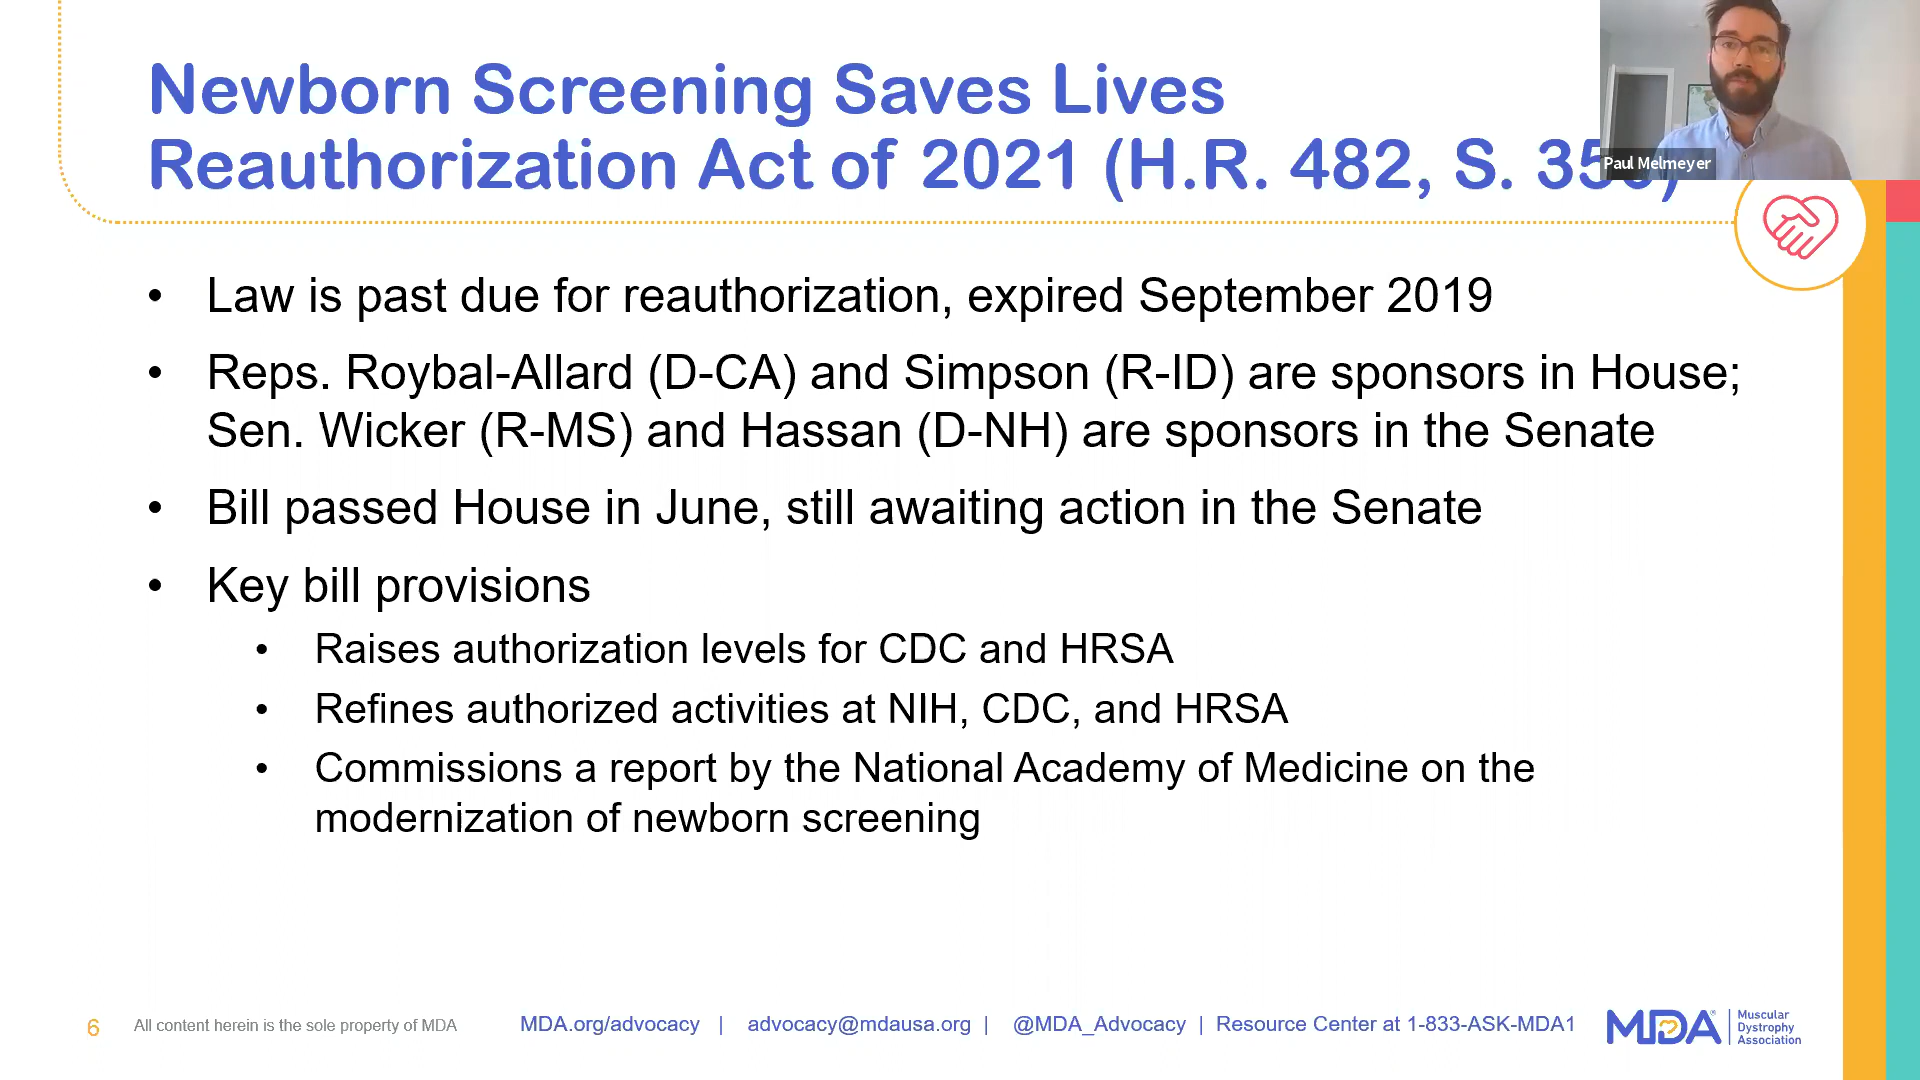 Newborn Screening Saves Lives
Reauthorization Act of 2021 (H.R. 482, S.
Paul Melmeyer
• Law is past due for reauthorization, expired September 2019
• Reps. Roybal-Allard (D-CA) and Simpson (R-ID) are sponsors in House;
Sen. Wicker (R-MS) and Hassan (D-NH) are sponsors in the Senate
• Bill passed House in June, still awaiting action in the Senate
• Key bill provisions
• Raises authorization levels for CDC and HRSA
• Refines authorized activities at NIH, CDC, and HRSA
• Commissions a report by the National Academy of Medicine on the
modernization of newborn screening
6 All content herein is the sole property of MDA MDA.org/advocacy | advocacy@mdausa.org | @MDA_Advocacy | Resource Center at 1-833-ASK-MDA1
MDA® Muscular
Dystrophy
Association